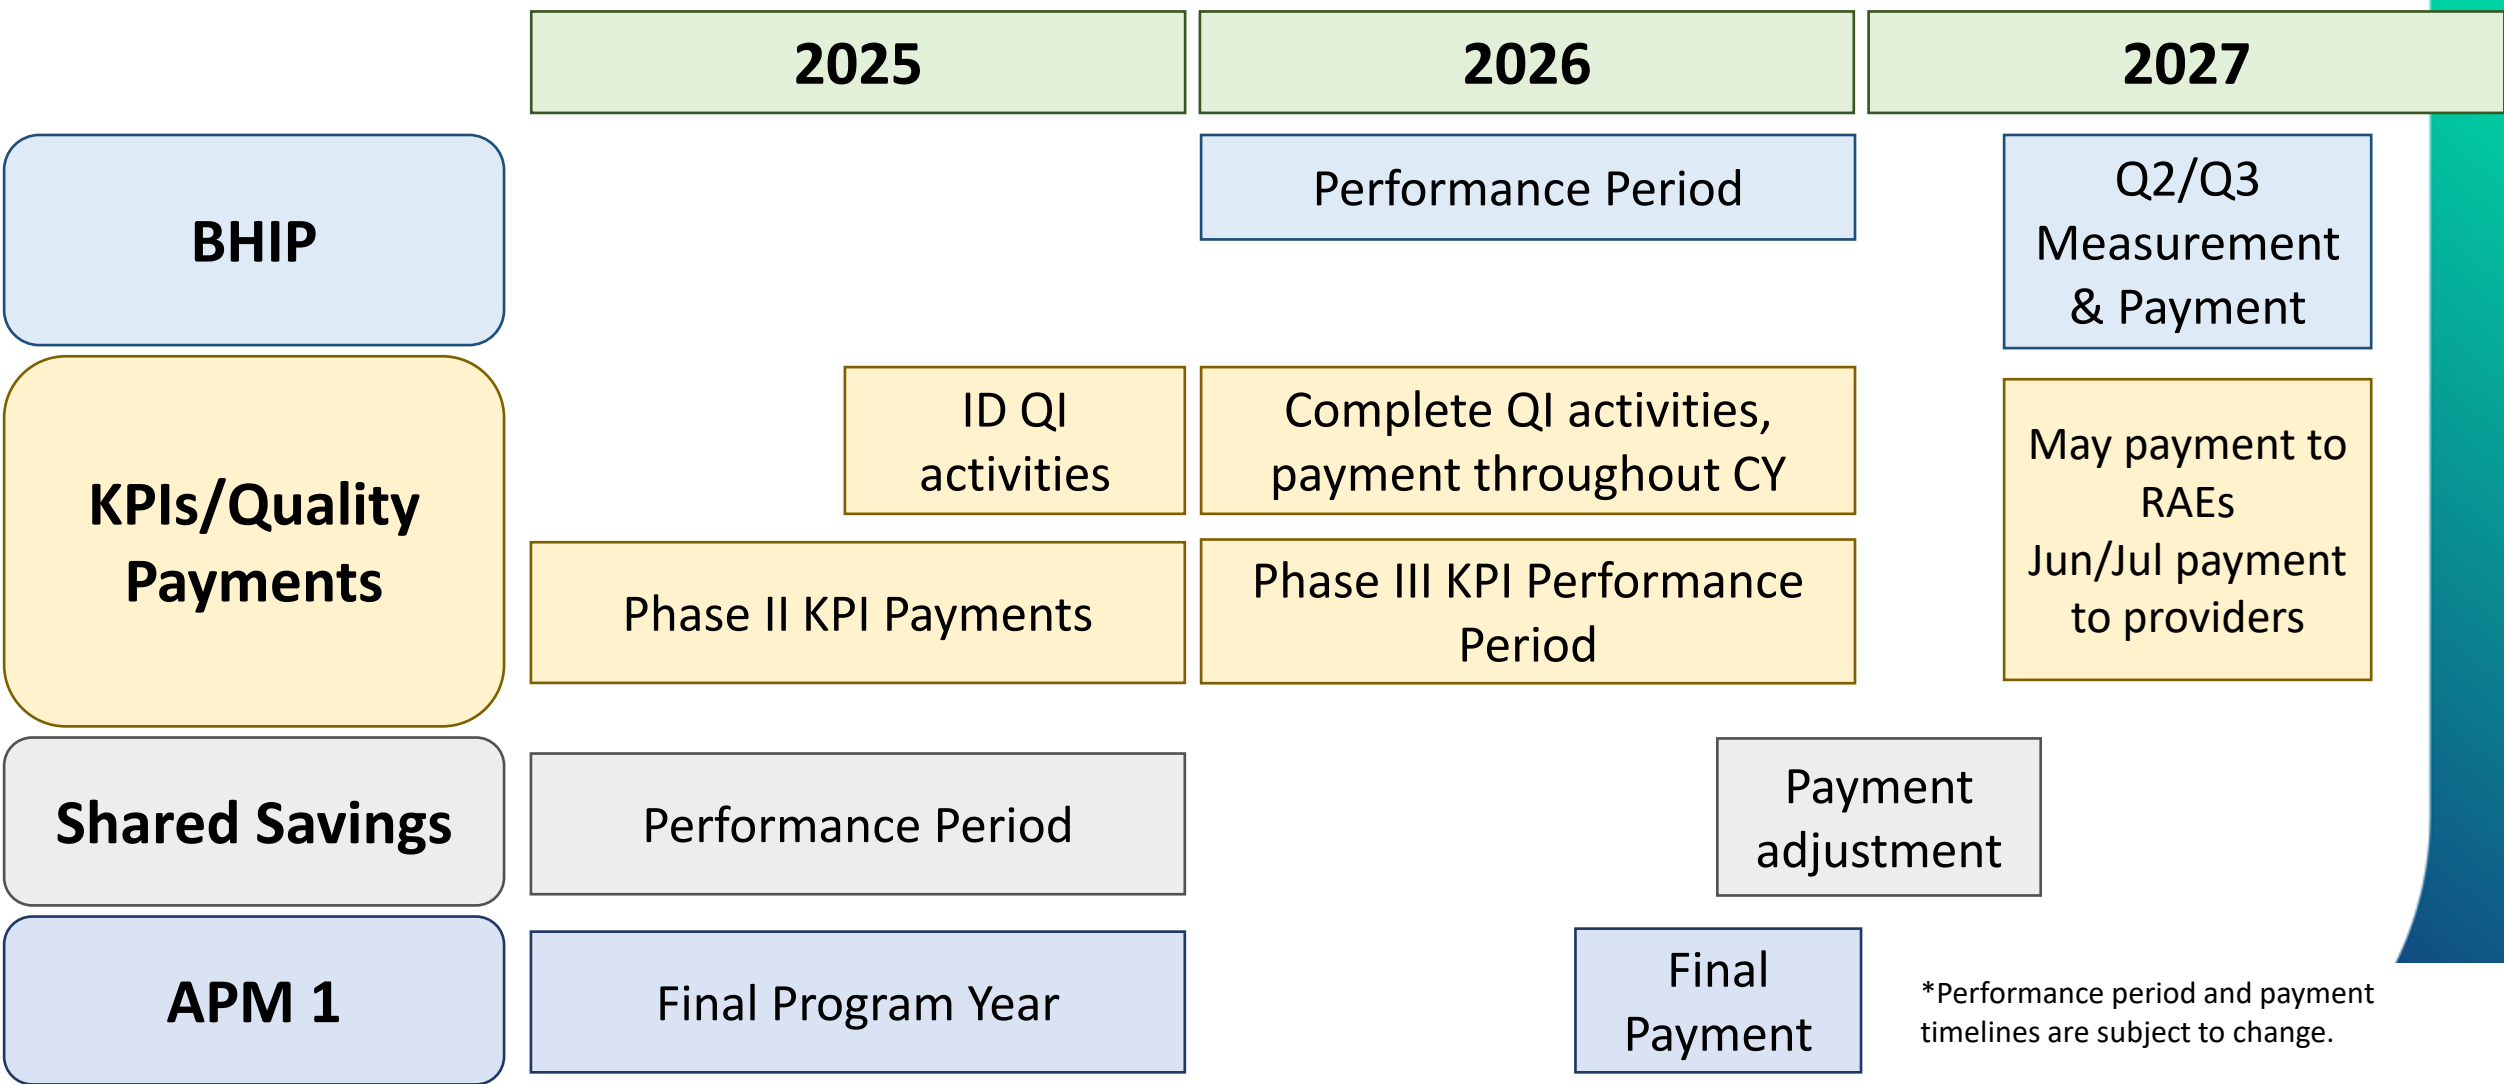 2025
2026
2027
BHIP
Performance Period
Q2/Q3
Measurement
& Payment
KPIs/Quality
Payments
ID QI
activities
Complete QI activities,
payment throughout CY
Phase II KPI Payments
Phase III KPI Performance
Period
May payment to
RAEs
Jun/Jul payment
to providers
Shared Savings
Performance Period
Payment
adjustment
APM 1
Final Program Year
Final
Payment
*Performance period and payment
timelines are subject to change.